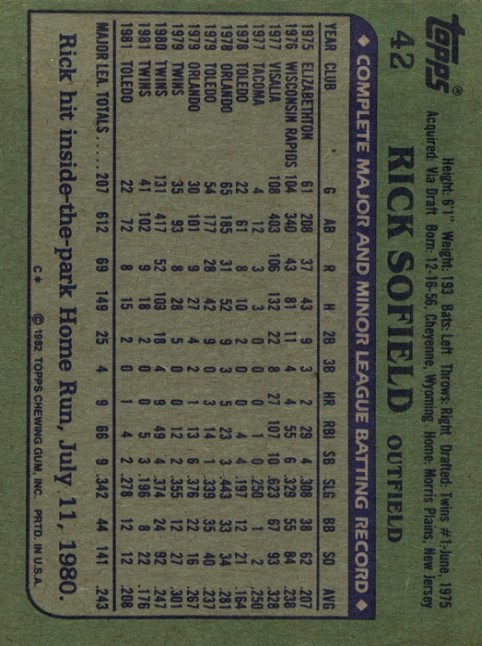 topps®
Height: 6'1" Weight: 193 Bats: Left Throws: Right Drafted: Twins #1-June, 1975
Acquired: Via Draft Born: 12-16-56 Cheyenne, Wyoming Home: Morris Plains, New Jersey
42 RICK SOFIELD OUTFIELD
◆ COMPLETE MAJOR AND MINOR LEAGUE BATTING RECORD ◆
YEAR CLUB G AB R H 2B 3B HR RBI SB SLG BB SO AVG
1975 ELIZABETHTON 61 208 37 43 9 3 2 29 4 .308 38 62 .207
1976 WISCONSIN RAPIDS 104 340 43 81 11 4 4 55 6 .329 55 84 .238
1977 VISALIA 108 403 106 132 22 8 27 107 10 .623 67 93 .328
1977 TACOMA 4 12 3 3 0 0 0 1 0 .250 1 2 .250
1978 TOLEDO 22 61 8 10 2 0 0 4 4 .197 12 21 .164
1978 ORLANDO 65 185 31 52 9 3 5 23 3 .443 33 34 .281
1979 TOLEDO 54 177 28 42 9 0 3 14 1 .339 35 40 .237
1979 ORLANDO 30 101 9 27 4 2 1 13 6 .376 22 16 .267
1979 TWINS 35 93 8 28 5 0 0 12 2 .355 12 27 .301
1980 TWINS 131 417 52 103 18 4 9 49 4 .374 24 92 .247
1981 TWINS 41 102 9 18 2 0 0 5 3 .196 8 22 .176
1981 TOLEDO 22 72 8 15 2 0 1 4 2 .278 12 12 .208
MAJOR LEA. TOTALS ..... 207 612 69 149 25 4 9 66 9 .342 44 141 .243
Rick hit inside-the-park Home Run, July 11, 1980.
C* © 1982 TOPPS CHEWING GUM, INC. PRTD. IN U.S.A.